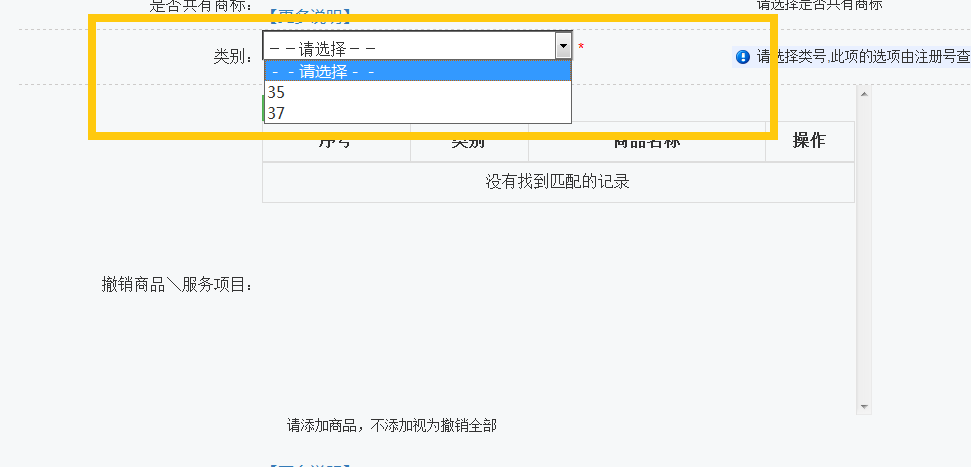 是否共有商标：
【更多说明】
请选择是否共有商标
类别：
－－请选择－－
*
请选择类号,此项的选项由注册号查
－－请选择－－
35
37
序号 类别 商品名称 操作
没有找到匹配的记录
撤销商品＼服务项目：
请添加商品，不添加视为撤销全部